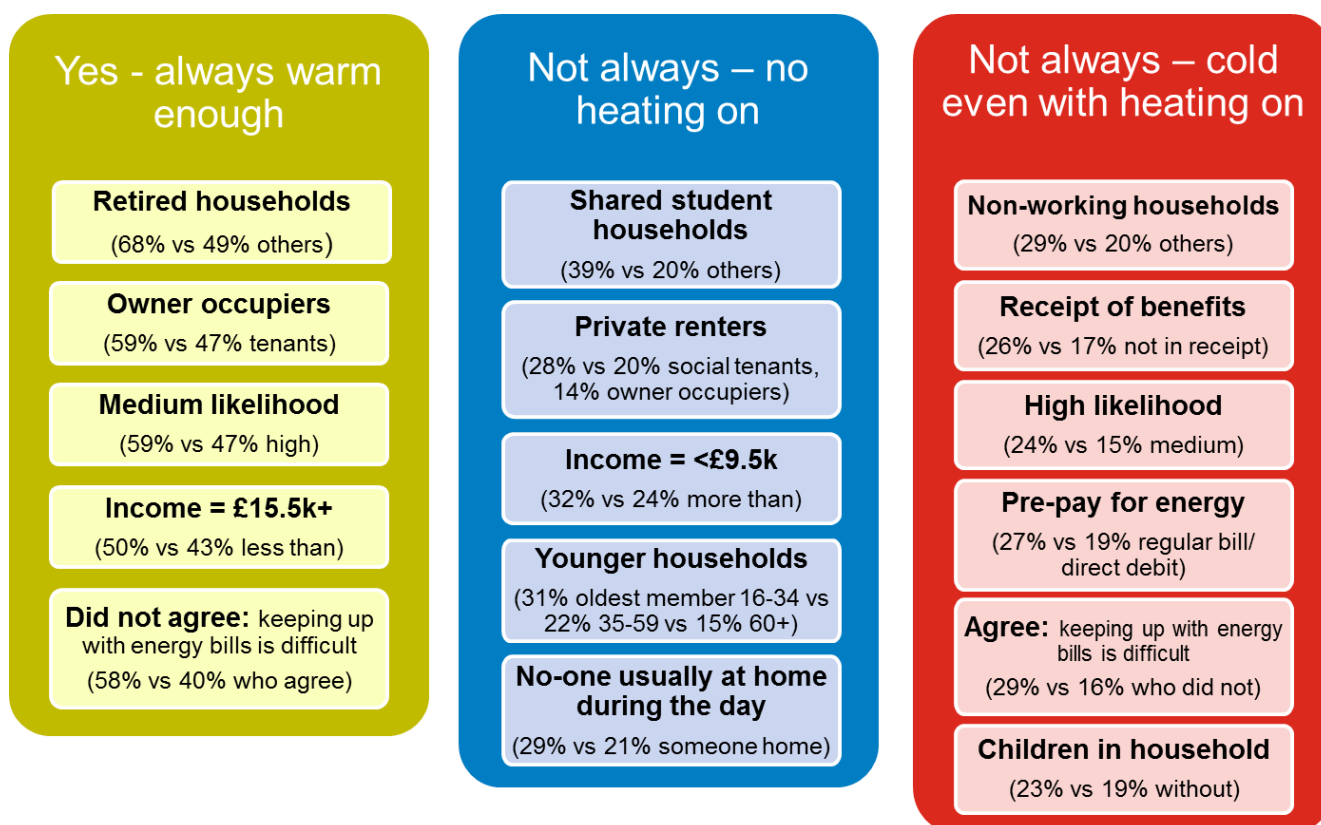 Yes - always warm
enough
Retired households
(68% vs 49% others)
Owner occupiers
(59% vs 47% tenants)
Medium likelihood
(59% vs 47% high)
Income = £15.5k+
(50% vs 43% less than)
Did not agree: keeping up
with energy bills is difficult
(58% vs 40% who agree)
Not always – no
heating on
Shared student
households
(39% vs 20% others)
Private renters
(28% vs 20% social tenants,
14% owner occupiers)
Income = <£9.5k
(32% vs 24% more than)
Younger households
(31% oldest member 16-34 vs
22% 35-59 vs 15% 60+)
No-one usually at home
during the day
(29% vs 21% someone home)
Not always – cold
even with heating on
Non-working households
(29% vs 20% others)
Receipt of benefits
(26% vs 17% not in receipt)
High likelihood
(24% vs 15% medium)
Pre-pay for energy
(27% vs 19% regular bill/
direct debit)
Agree: keeping up with energy
bills is difficult
(29% vs 16% who did not)
Children in household
(23% vs 19% without)